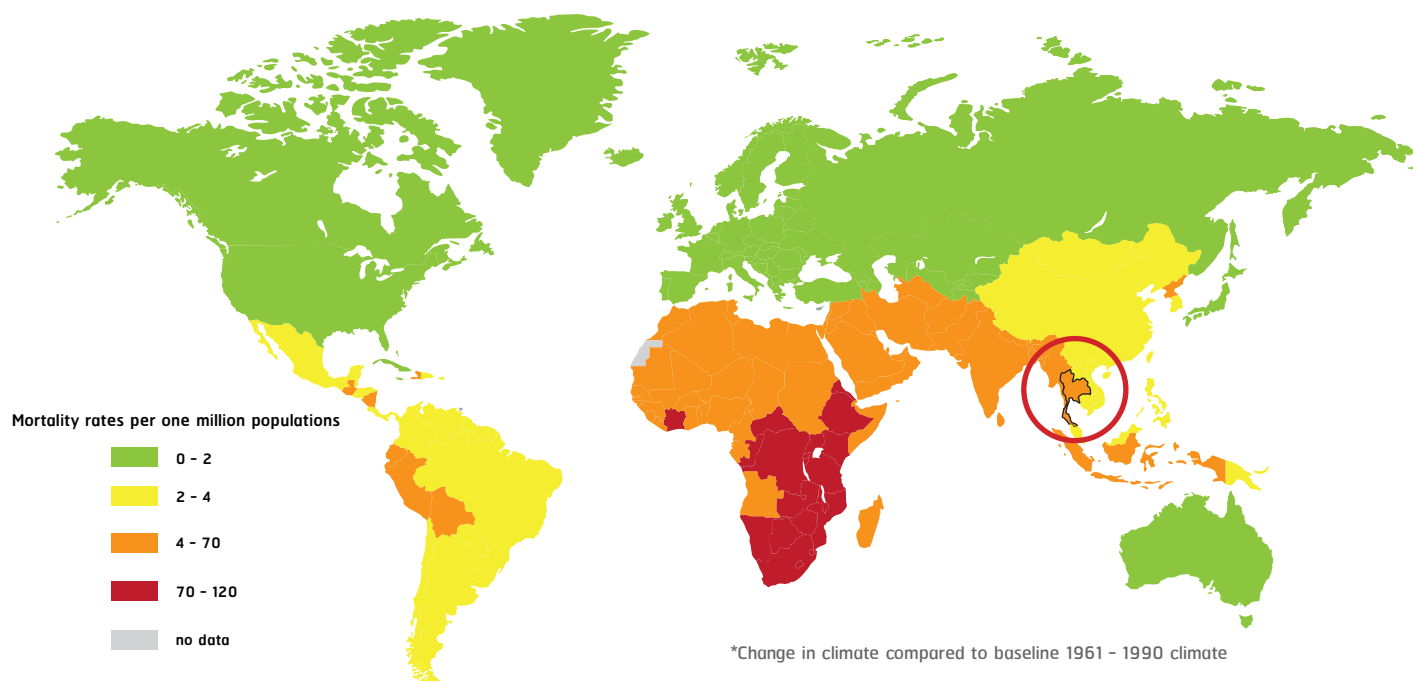 Mortality rates per one million populations
0 - 2
2 - 4
4 - 70
70 - 120
no data
*Change in climate compared to baseline 1961 - 1990 climate